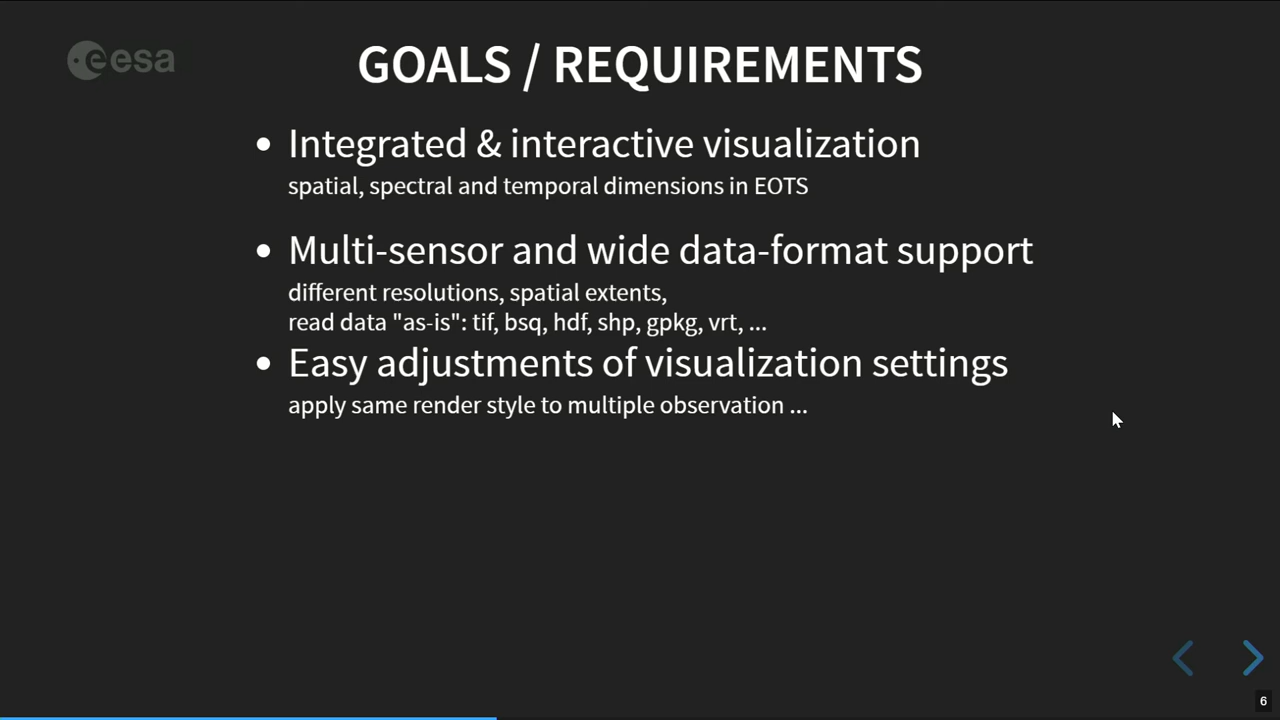 esa
GOALS / REQUIREMENTS
• Integrated & interactive visualization
spatial, spectral and temporal dimensions in EOTS
• Multi-sensor and wide data-format support
different resolutions, spatial extents,
read data "as-is": tif, bsq, hdf, shp, gpkg, vrt, ...
• Easy adjustments of visualization settings
apply same render style to multiple observation ...
6